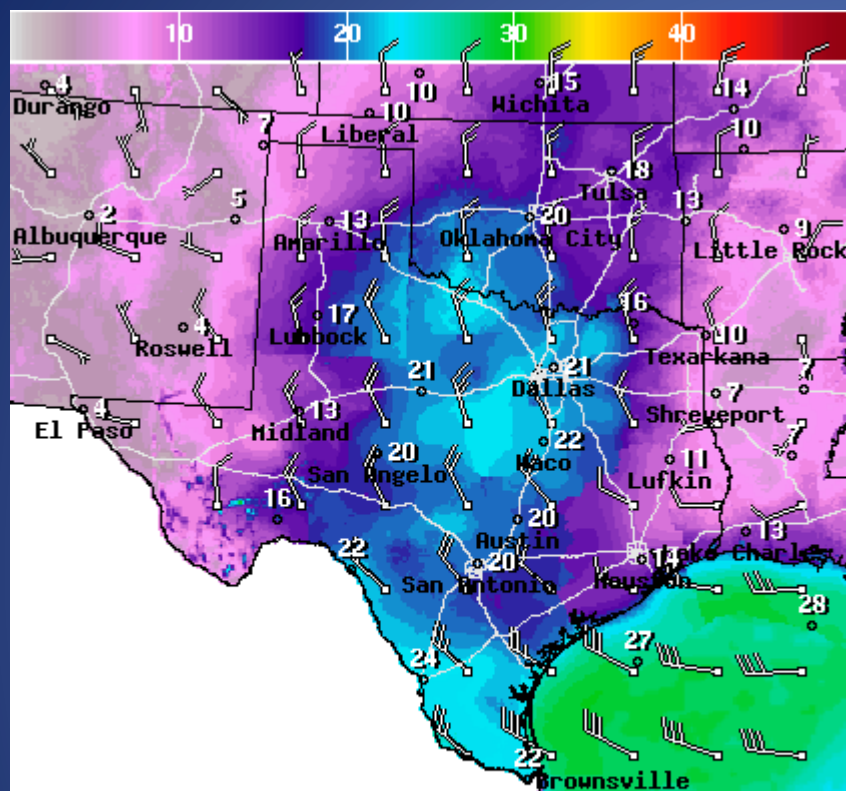 10 20 30 40
4
Durango
10
15
Wichita
14
7
10
Liberal
10
18
Tulsa
2
Albuquerque
5
13
Amarillo
20
Oklahoma City
13
9
Little Rock
4
Roswell
17
Lubbock
16
10
Texarkana
21
21
Dallas
7
7
Shreveport
4
El Paso
13
Midland
20
San Angelo
22
Waco
11
Lufkin
7
16
20
Austin
13
Lake Charles
22
20
San Antonio
Houston
28
24
27
22
Brownsville